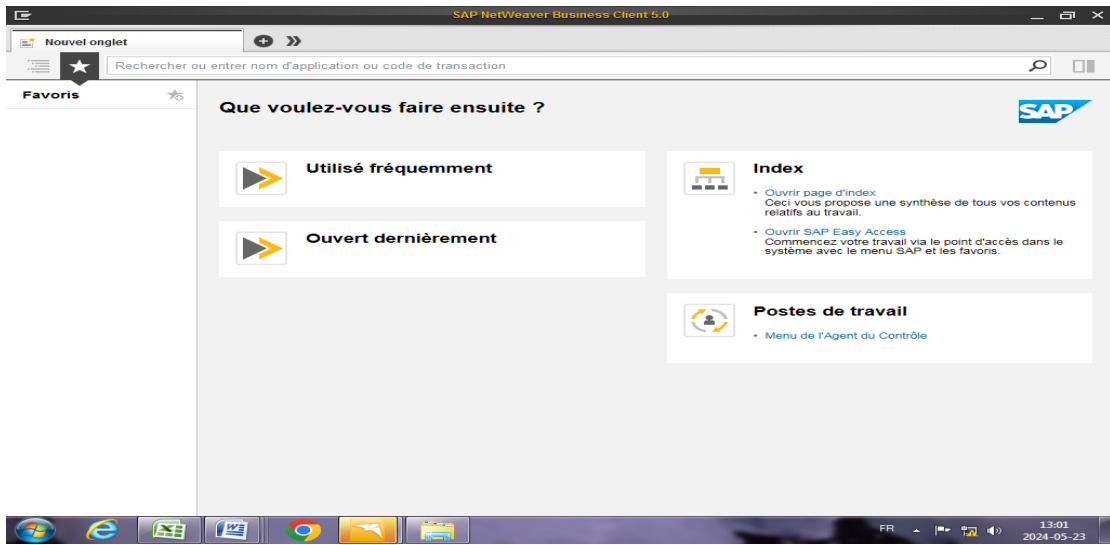 SAP NetWeaver Business Client 5.0
Nouvel onglet
Rechercher ou entrer nom d'application ou code de transaction
Favoris
Que voulez-vous faire ensuite ?
SAP
Utilisé fréquemment
Ouvert dernièrement
Index
• Ouvrir page d'index
Ceci vous propose une synthèse de tous vos contenus
relatifs au travail.
• Ouvrir SAP Easy Access
Commencez votre travail via le point d'accès dans le
système avec le menu SAP et les favoris.
Postes de travail
• Menu de l'Agent du Contrôle
FR
13:01
2024-05-23